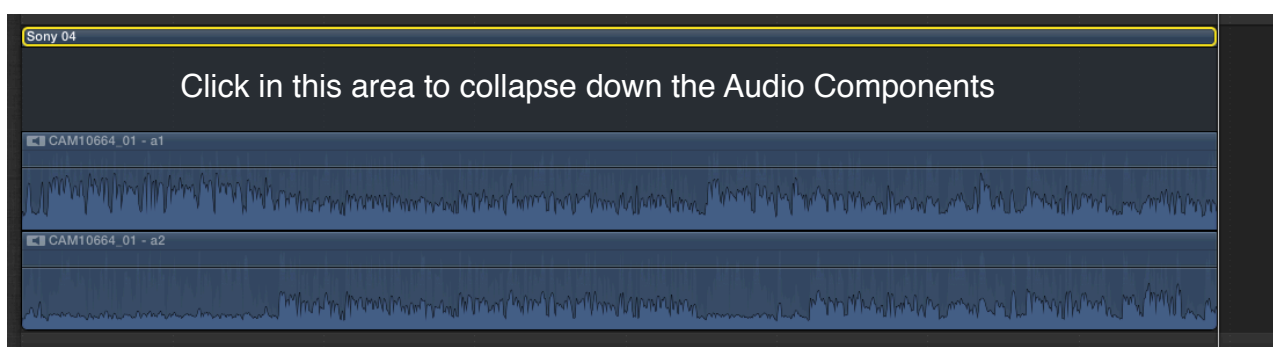 Sony 04
Click in this area to collapse down the Audio Components
CAM10664_01 - a1
CAM10664_01 - a2